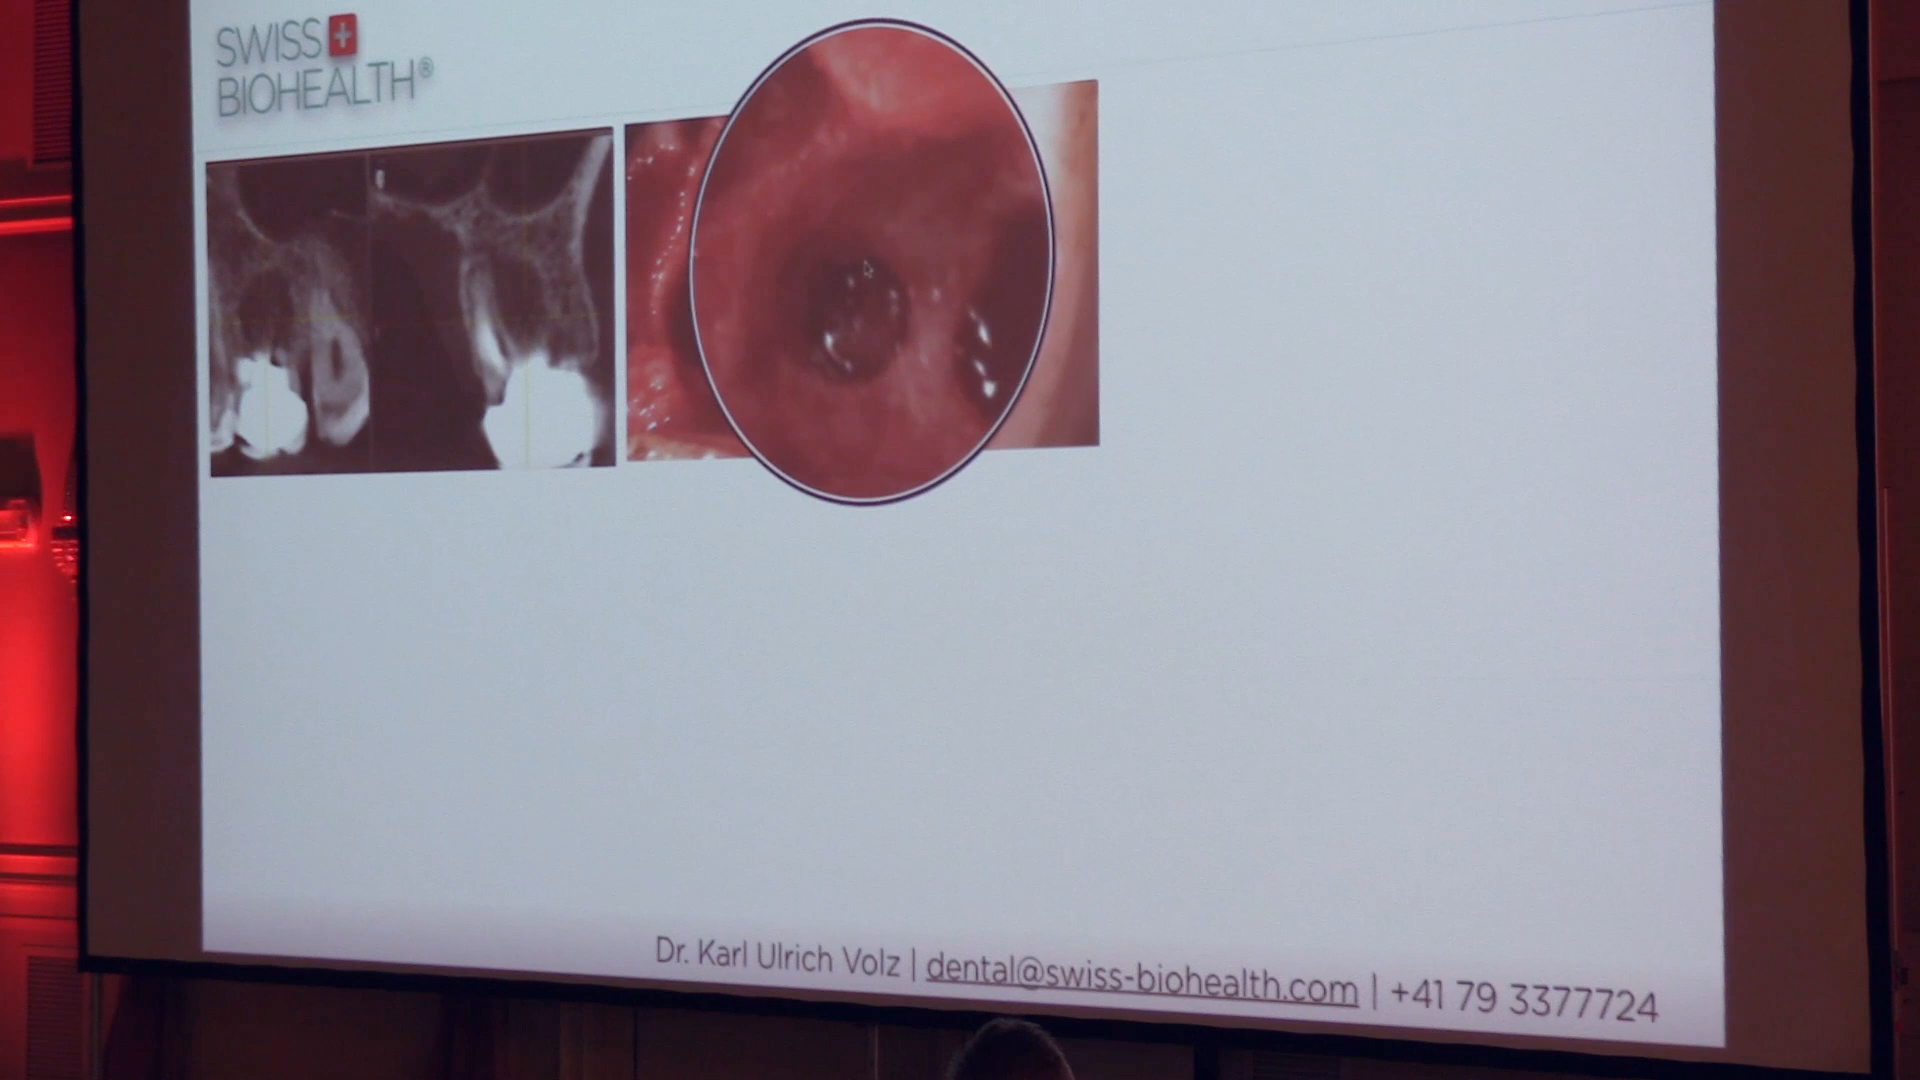 SWISS
BIOHEALTH®
Dr. Karl Ulrich Volz | dental@swiss-biohealth.com | +41 79 3377724